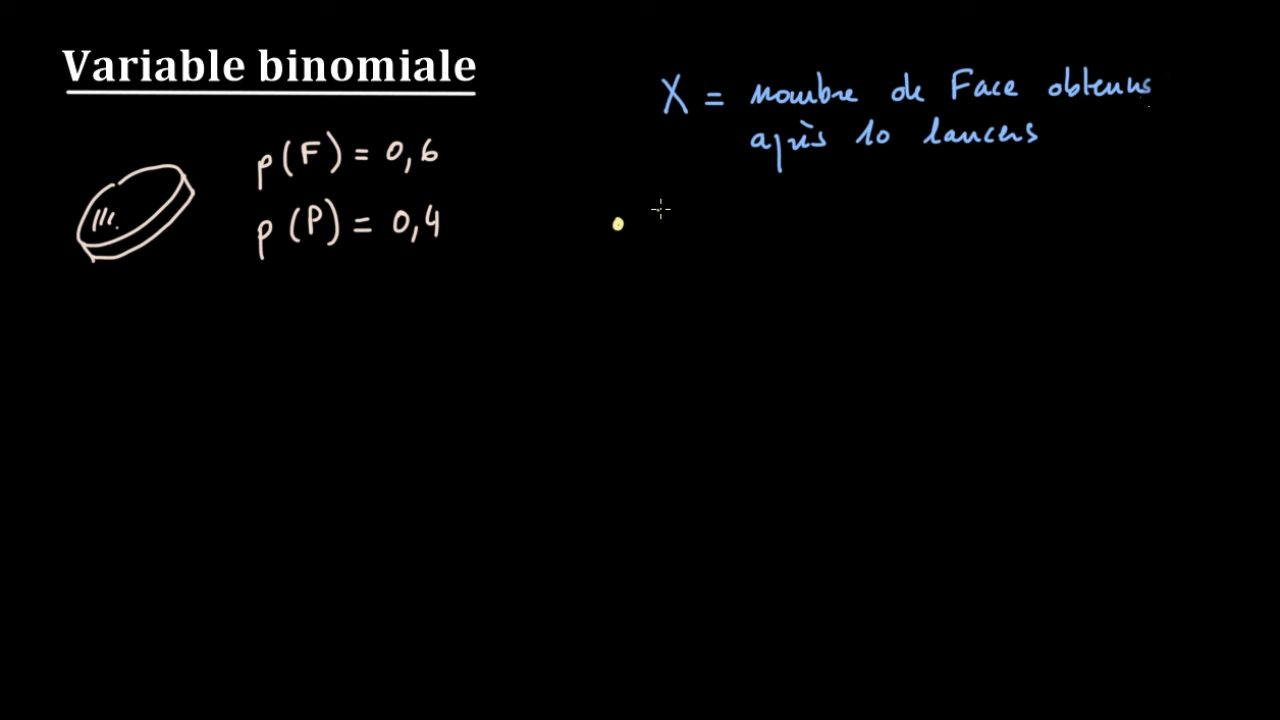 Variable binomiale
p(F) = 0,6
p(P) = 0,4
X = nombre de Face obtenus
après 10 lancers